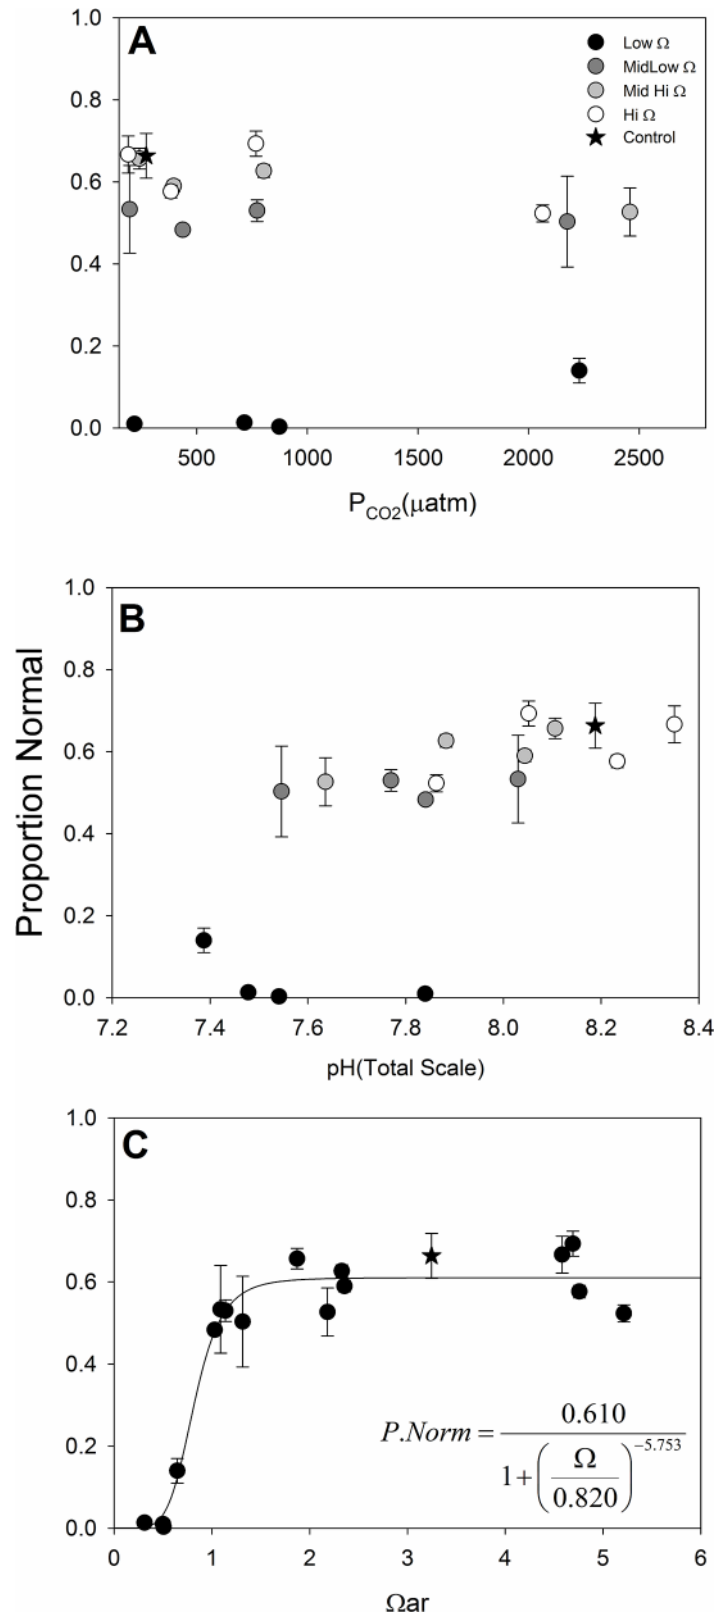 A
Low Ω
MidLow Ω
Mid Hi Ω
Hi Ω
Control
1.0
0.8
0.6
0.4
0.2
0.0
500 1000 1500 2000 2500
P_CO2(μatm)
Proportion Normal
B
1.0
0.8
0.6
0.4
0.2
0.0
7.2 7.4 7.6 7.8 8.0 8.2 8.4
pH(Total Scale)
C
1.0
0.8
0.6
0.4
0.2
0.0
P.Norm = 0.610 / (1+(Ω/0.820)^-5.753)
0 1 2 3 4 5 6
Ωar